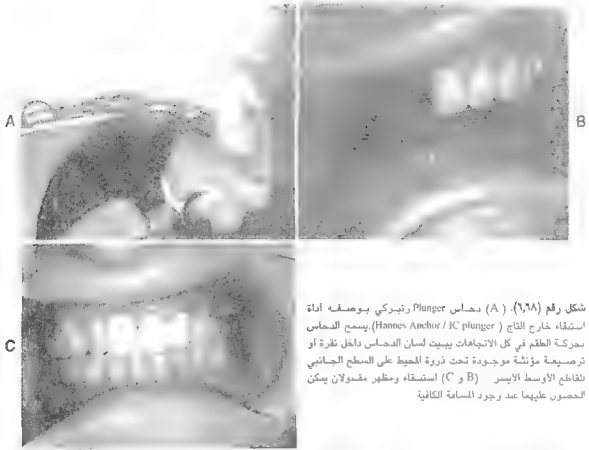 A
B
C
شكل رقم (٦,٦٨). ( A) دحاس Plunger زنبركي بوصفه أداة
استبقاء خارج التاج ( Hannes Anchor / IC plunger).يسمح الدحاس
بحركة الطقم في كل الاتجاهات يبيت لسان الدحاس داخل نقرة أو
ترصيعة مؤنثة موجودة تحت ذروة المحيط على السطح الجانبي
للقاطع الأوسط الأيسر (B و C) استبقاء ومظهر مقبولان يمكن
الحصول عليهما عند وجود المسافة الكافية